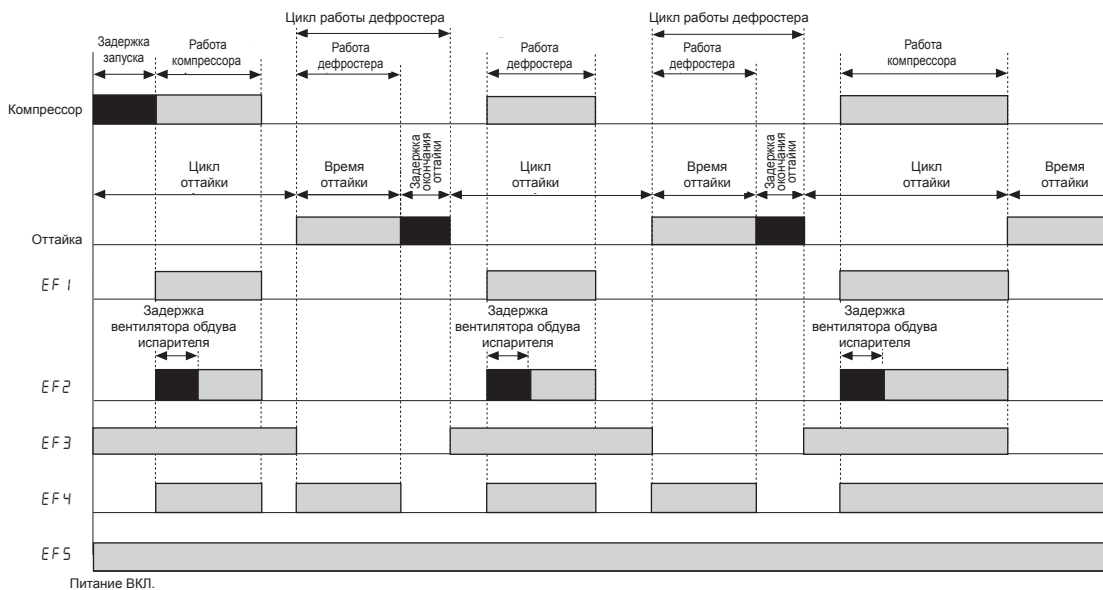 Цикл работы дефростера
Цикл работы дефростера
Задержка
запуска
Работа
компрессора
Работа
дефростера
Работа
дефростера
Работа
дефростера
Работа
компрессора
Компрессор
Цикл
оттайки
Время
оттайки
Задержка
окончания
оттайки
Цикл
оттайки
Время
оттайки
Задержка
окончания
оттайки
Цикл
оттайки
Время
оттайки
Оттайка
EF1
Задержка
вентилятора обдува
испарителя
Задержка
вентилятора обдува
испарителя
Задержка
вентилятора обдува
испарителя
EF2
EF3
EF4
EF5
Питание ВКЛ.